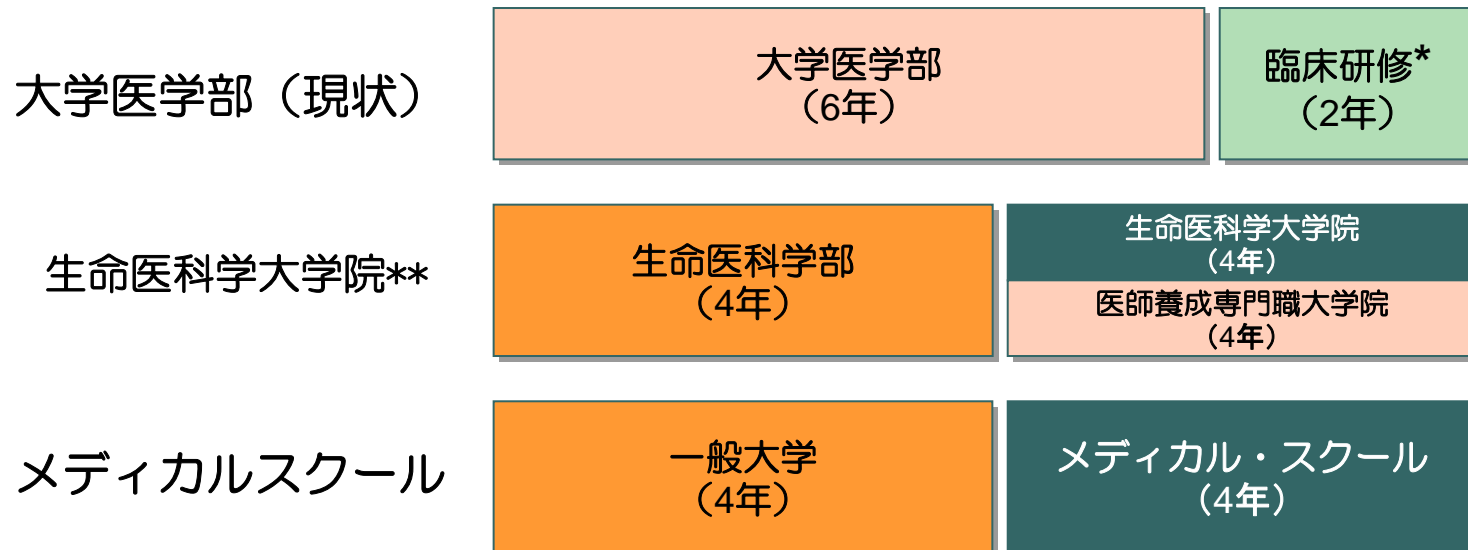 大学医学部（現状）
大学医学部
（6年）
臨床研修*
（2年）
生命医科学大学院**
生命医科学部
（4年）
生命医科学大学院
（4年）
医師養成専門職大学院
（4年）
メディカルスクール
一般大学
（4年）
メディカル・スクール
（4年）